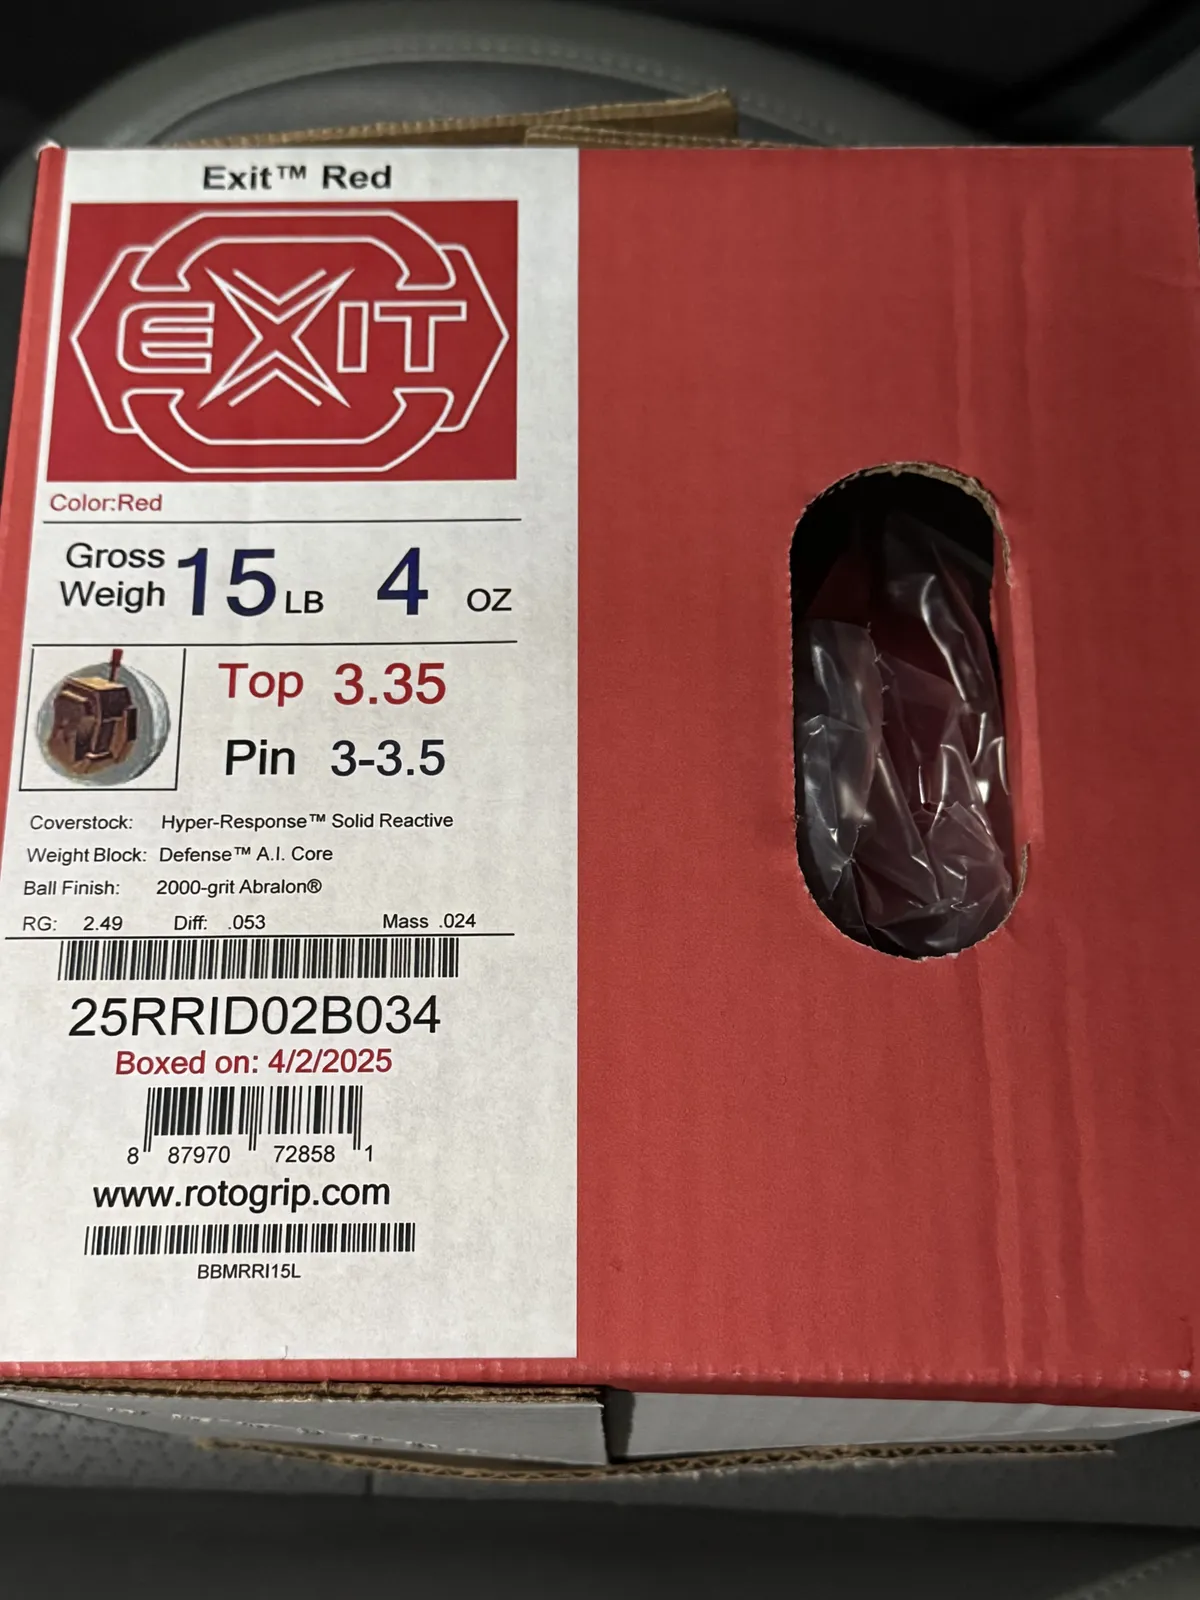 Exit™ Red
EXIT
Color:Red
Gross Weigh 15 LB 4 OZ
Top 3.35
Pin 3-3.5
Coverstock: Hyper-Response™ Solid Reactive
Weight Block: Defense™ A.I. Core
Ball Finish: 2000-grit Abralon®
RG: 2.49 Diff: .053 Mass .024
25RRID02B034
Boxed on: 4/2/2025
8 87970 72858 1
www.rotogrip.com
BBMRRI15L